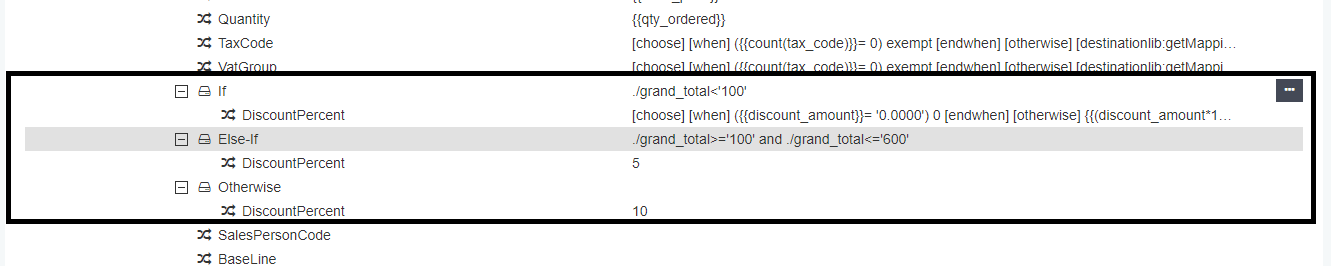 Quantity {{qty_ordered}}
TaxCode [choose] [when] ({{count(tax_code)}}= 0) exempt [endwhen] [otherwise] [destinationlib:getMappi…
VatGroup [choose] [when] ({{count(tax_code)}}= 0) exempt [endwhen] [otherwise] [destinationlib:getMappi
If ./grand_total<'100'
DiscountPercent [choose] [when] ({{discount_amount}}= '0.0000') 0 [endwhen] [otherwise] {{(discount_amount*1…
Else-If ./grand_total>='100' and ./grand_total<='600'
DiscountPercent 5
Otherwise
DiscountPercent 10
SalesPersonCode
BaseLine